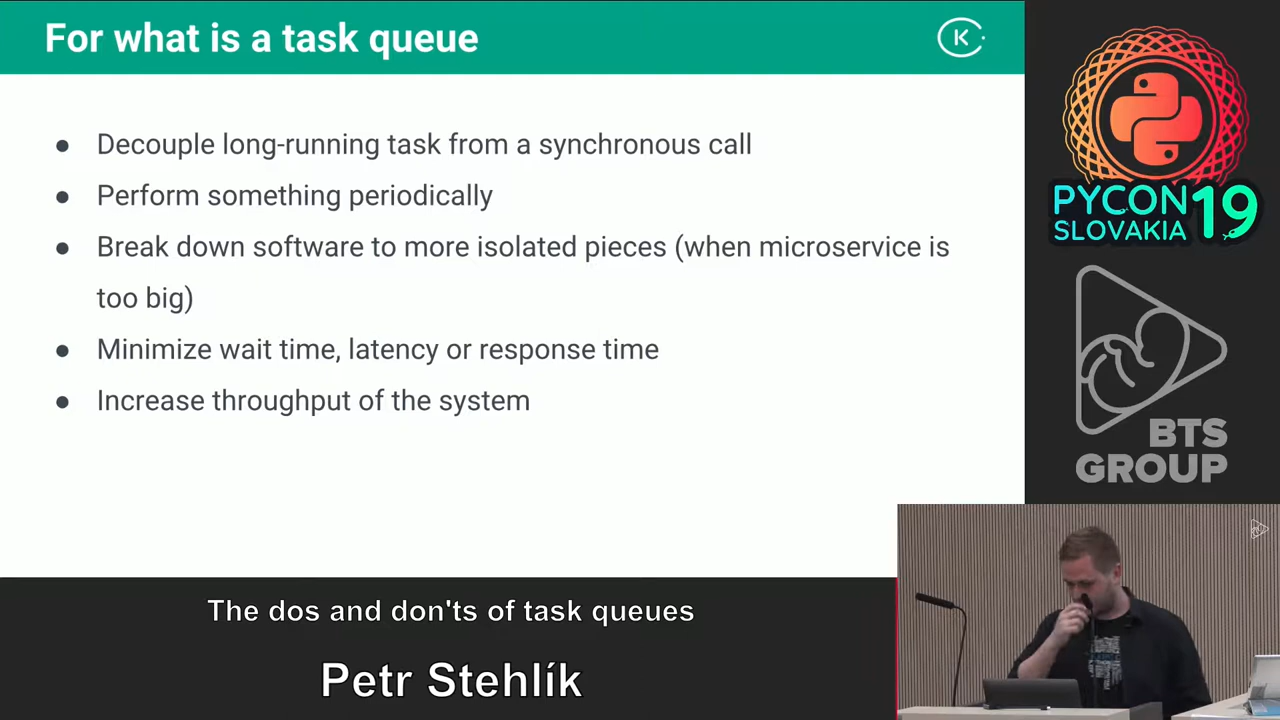 For what is a task queue
K
● Decouple long-running task from a synchronous call
● Perform something periodically
● Break down software to more isolated pieces (when microservice is
too big)
● Minimize wait time, latency or response time
● Increase throughput of the system
PYCON 19
SLOVAKIA
BTS
GROUP
The dos and don'ts of task queues
Petr Stehlík